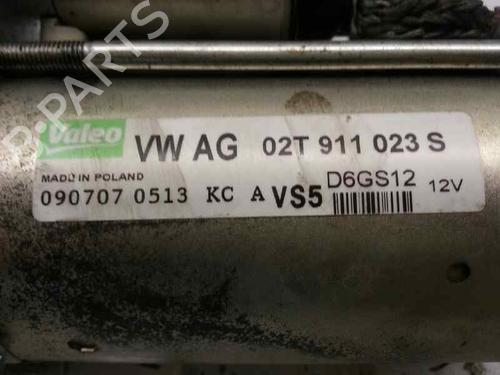 Valeo VW AG 02T 911 023 S
MADE IN POLAND
090707 0513 KC A VS5 D6GS12 12V
B-PARTS